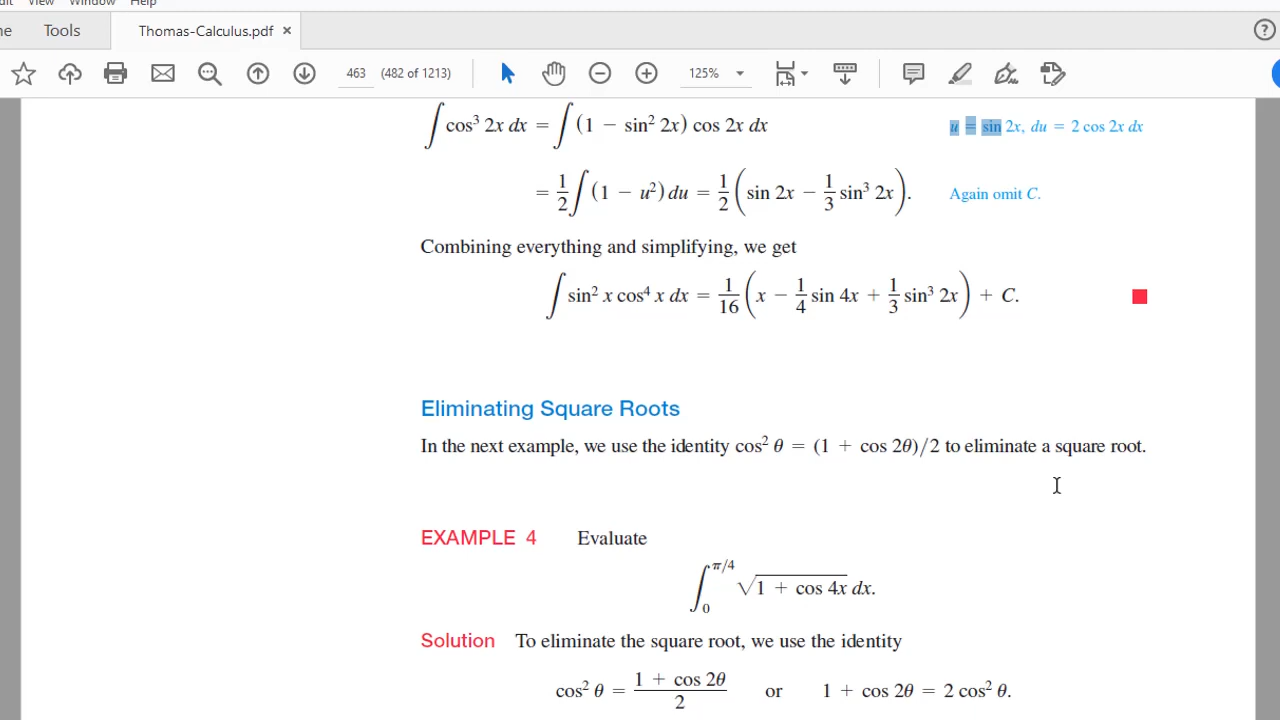 dit View Window Help
ne Tools Thomas-Calculus.pdf ×
463 (482 of 1213) 125%
∫ cos³ 2x dx = ∫ (1 − sin² 2x) cos 2x dx u = sin 2x, du = 2 cos 2x dx
= 1/2 ∫ (1 − u²) du = 1/2 (sin 2x − 1/3 sin³ 2x). Again omit C.
Combining everything and simplifying, we get
∫ sin² x cos⁴ x dx = 1/16 (x − 1/4 sin 4x + 1/3 sin³ 2x) + C.
Eliminating Square Roots
In the next example, we use the identity cos² θ = (1 + cos 2θ)/2 to eliminate a square root.
EXAMPLE 4 Evaluate
∫₀^π/4 √(1 + cos 4x) dx.
Solution To eliminate the square root, we use the identity
cos² θ = (1 + cos 2θ)/2 or 1 + cos 2θ = 2 cos² θ.